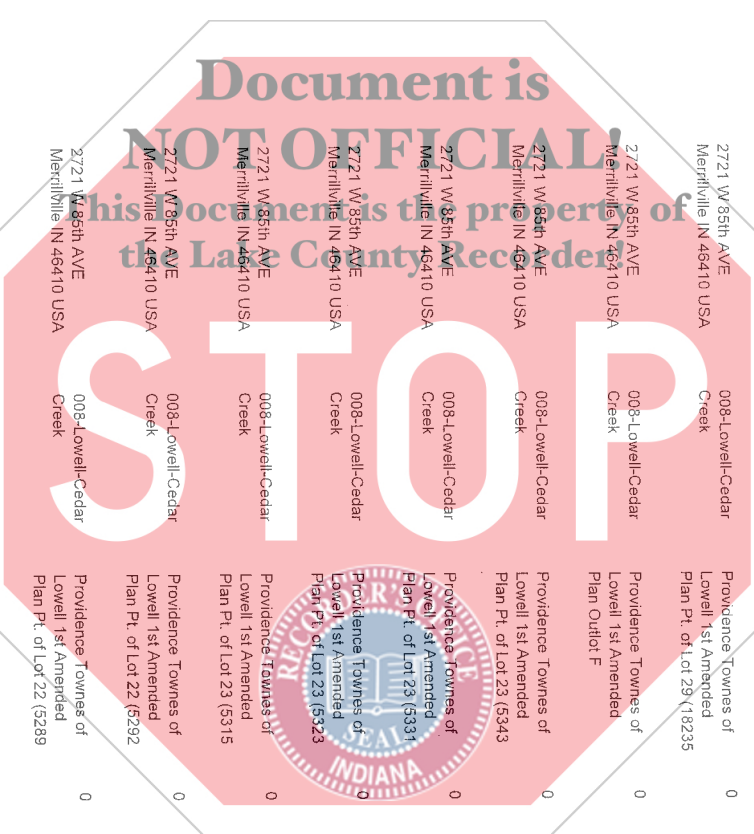 Document is
NOT OFFICIAL!
This Document is the property of
the Lake County Recorder!
STOP
RECORDER'S OFFICE
SEAL
INDIANA
2721 W 85th AVE
Merrillville IN 46410 USA
008-Lowell-Cedar
Creek
Providence Townes of
Lowell 1st Amended
Plan Pt. of Lot 29 (18235
0
2721 W 85th AVE
Merrillville IN 46410 USA
008-Lowell-Cedar
Creek
Providence Townes of
Lowell 1st Amended
Plan Outlot F
0
2721 W 85th AVE
Merrillville IN 46410 USA
008-Lowell-Cedar
Creek
Providence Townes of
Lowell 1st Amended
Plan Pt. of Lot 23 (5343
0
2721 W 85th AVE
Merrillville IN 46410 USA
008-Lowell-Cedar
Creek
Providence Townes of
Lowell 1st Amended
Plan Pt. of Lot 23 (5331
0
2721 W 85th AVE
Merrillville IN 46410 USA
008-Lowell-Cedar
Creek
Providence Townes of
Lowell 1st Amended
Plan Pt. of Lot 23 (5323
0
2721 W 85th AVE
Merrillville IN 46410 USA
008-Lowell-Cedar
Creek
Providence Townes of
Lowell 1st Amended
Plan Pt. of Lot 23 (5315
0
2721 W 85th AVE
Merrillville IN 46410 USA
008-Lowell-Cedar
Creek
Providence Townes of
Lowell 1st Amended
Plan Pt. of Lot 22 (5292
0
2721 W 85th AVE
Merrillville IN 46410 USA
008-Lowell-Cedar
Creek
Providence Townes of
Lowell 1st Amended
Plan Pt. of Lot 22 (5289
0